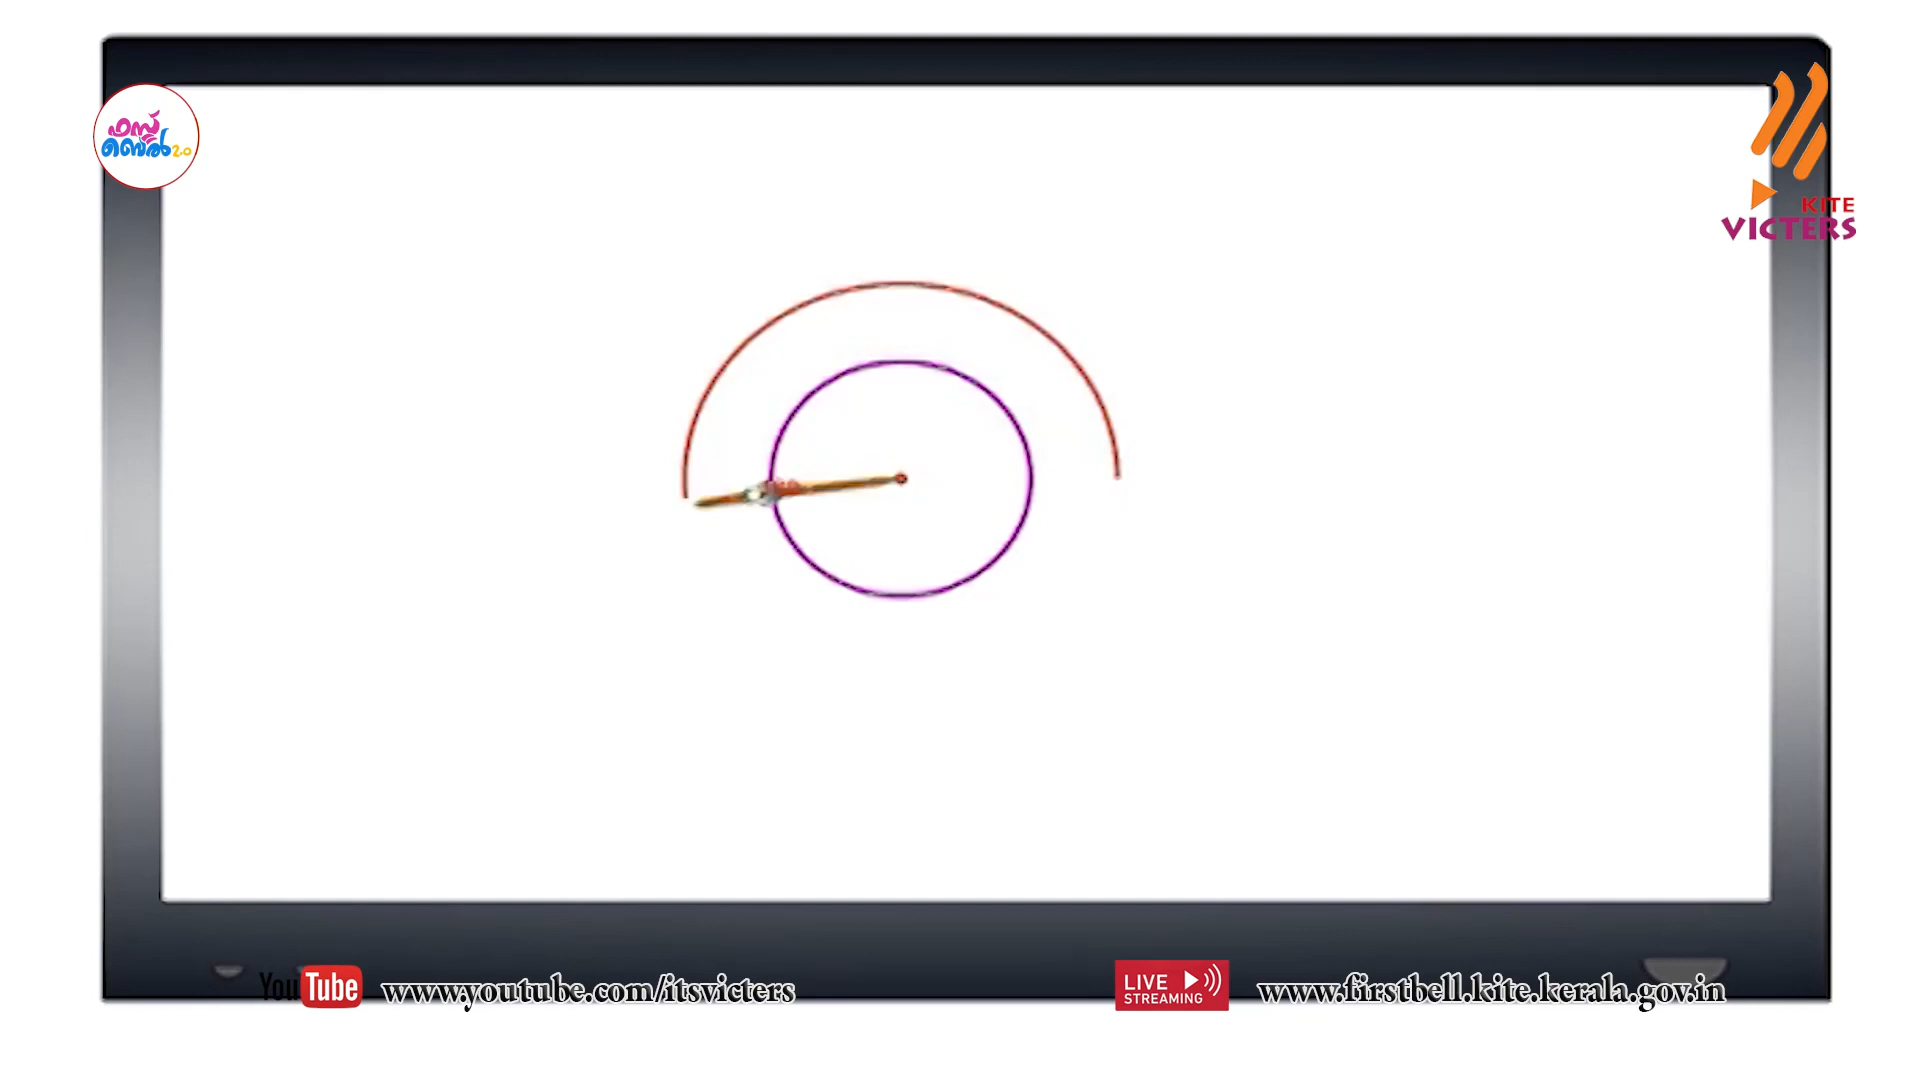 ഫസ്റ്റ്
ബെൽ 2.0
KITE
VICTERS
YouTube www.youtube.com/itsvicters
LIVE STREAMING www.firstbell.kite.kerala.gov.in